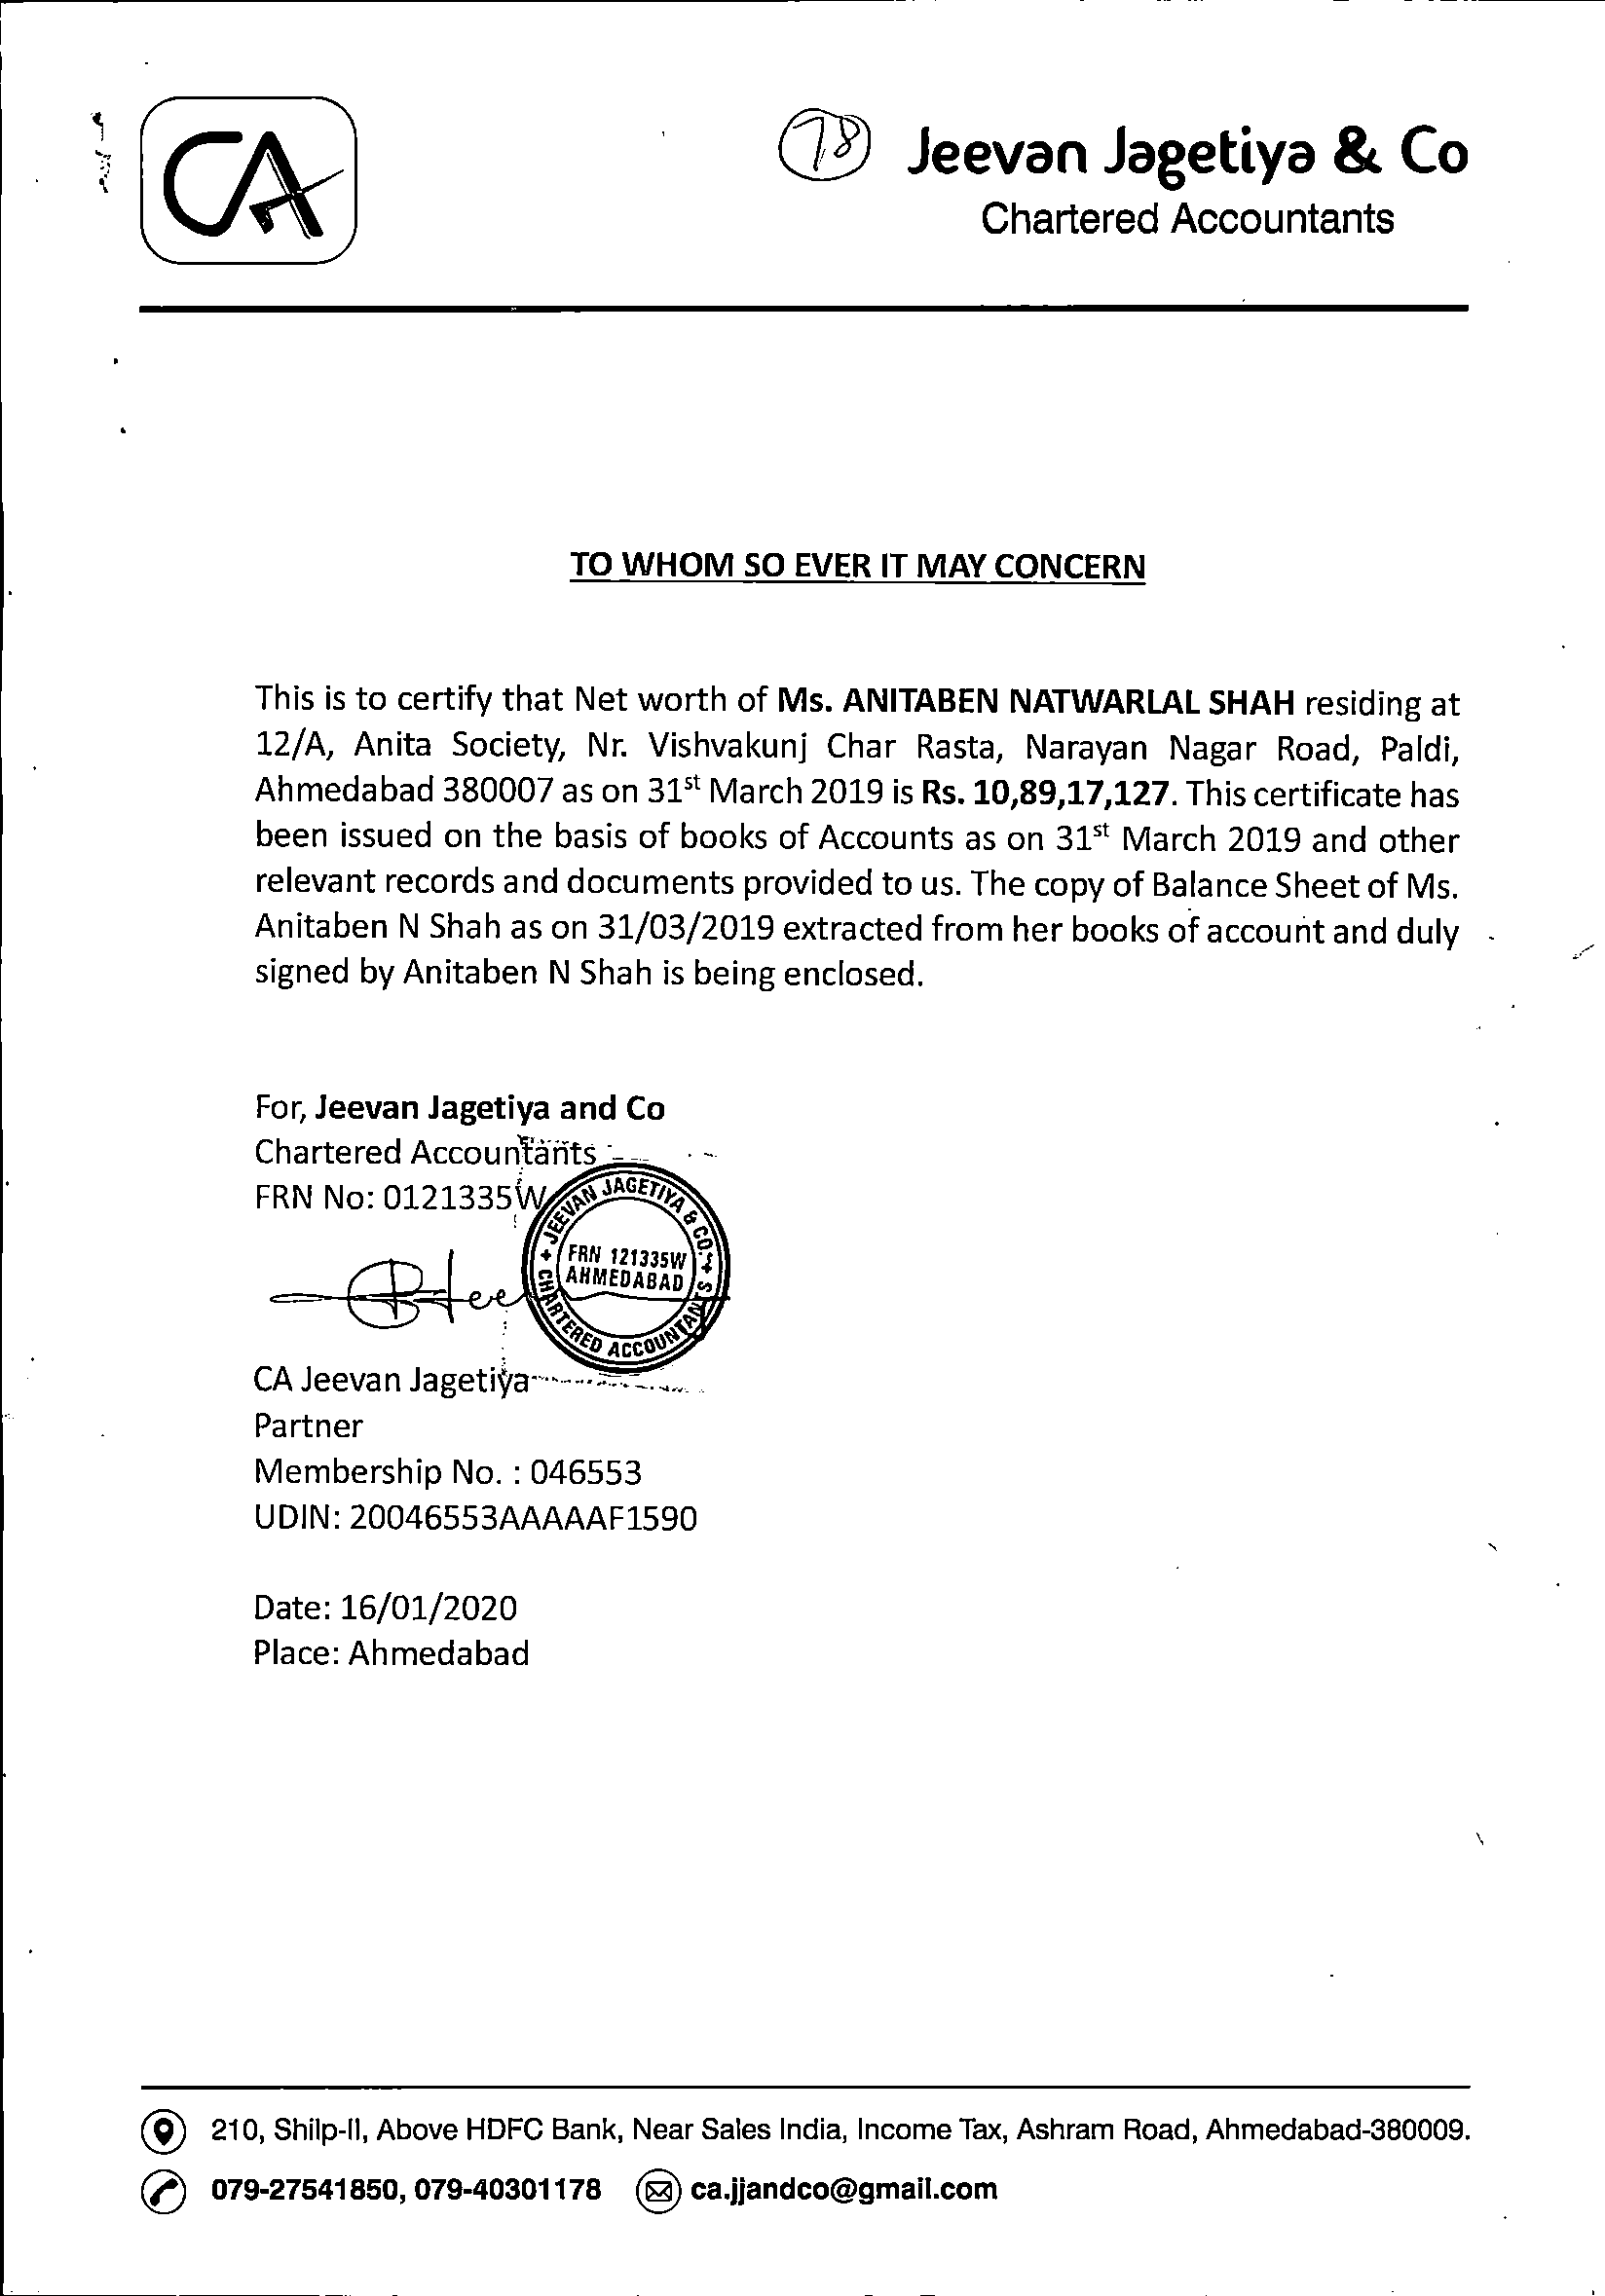 CA
78
Jeevan Jagetiya & Co
Chartered Accountants
TO WHOM SO EVER IT MAY CONCERN
This is to certify that Net worth of Ms. ANITABEN NATWARLAL SHAH residing at
12/A, Anita Society, Nr. Vishvakunj Char Rasta, Narayan Nagar Road, Paldi,
Ahmedabad 380007 as on 31st March 2019 is Rs. 10,89,17,127. This certificate has
been issued on the basis of books of Accounts as on 31st March 2019 and other
relevant records and documents provided to us. The copy of Balance Sheet of Ms.
Anitaben N Shah as on 31/03/2019 extracted from her books of account and duly
signed by Anitaben N Shah is being enclosed.
For, Jeevan Jagetiya and Co
Chartered Accountants
FRN No: 0121335W
JEEVAN JAGETIYA & CO.
FRN 121335W
AHMEDABAD
CHARTERED ACCOUNTANTS
CA Jeevan Jagetiya
Partner
Membership No. : 046553
UDIN: 20046553AAAAAF1590
Date: 16/01/2020
Place: Ahmedabad
210, Shilp-II, Above HDFC Bank, Near Sales India, Income Tax, Ashram Road, Ahmedabad-380009.
079-27541850, 079-40301178 ca.jjandco@gmail.com